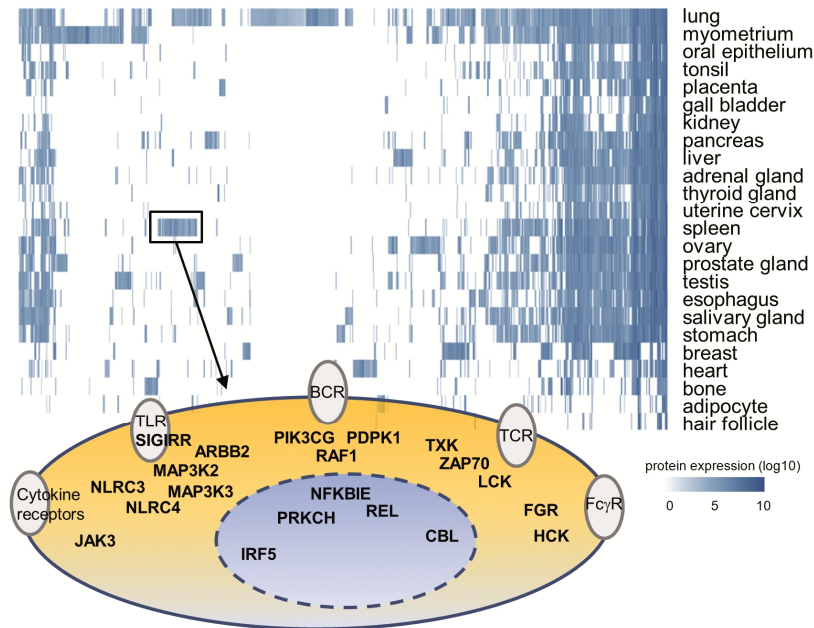 lung
myometrium
oral epithelium
tonsil
placenta
gall bladder
kidney
pancreas
liver
adrenal gland
thyroid gland
uterine cervix
spleen
ovary
prostate gland
testis
esophagus
salivary gland
stomach
breast
heart
bone
adipocyte
hair follicle
protein expression (log10)
0 5 10
BCR
TLR
SIGIRR
ARBB2
MAP3K2
MAP3K3
NLRC3
NLRC4
Cytokine
receptors
JAK3
PIK3CG PDPK1
RAF1
TCR
TXK
ZAP70
LCK
FcγR
FGR
HCK
NFKBIE
REL
PRKCH
CBL
IRF5